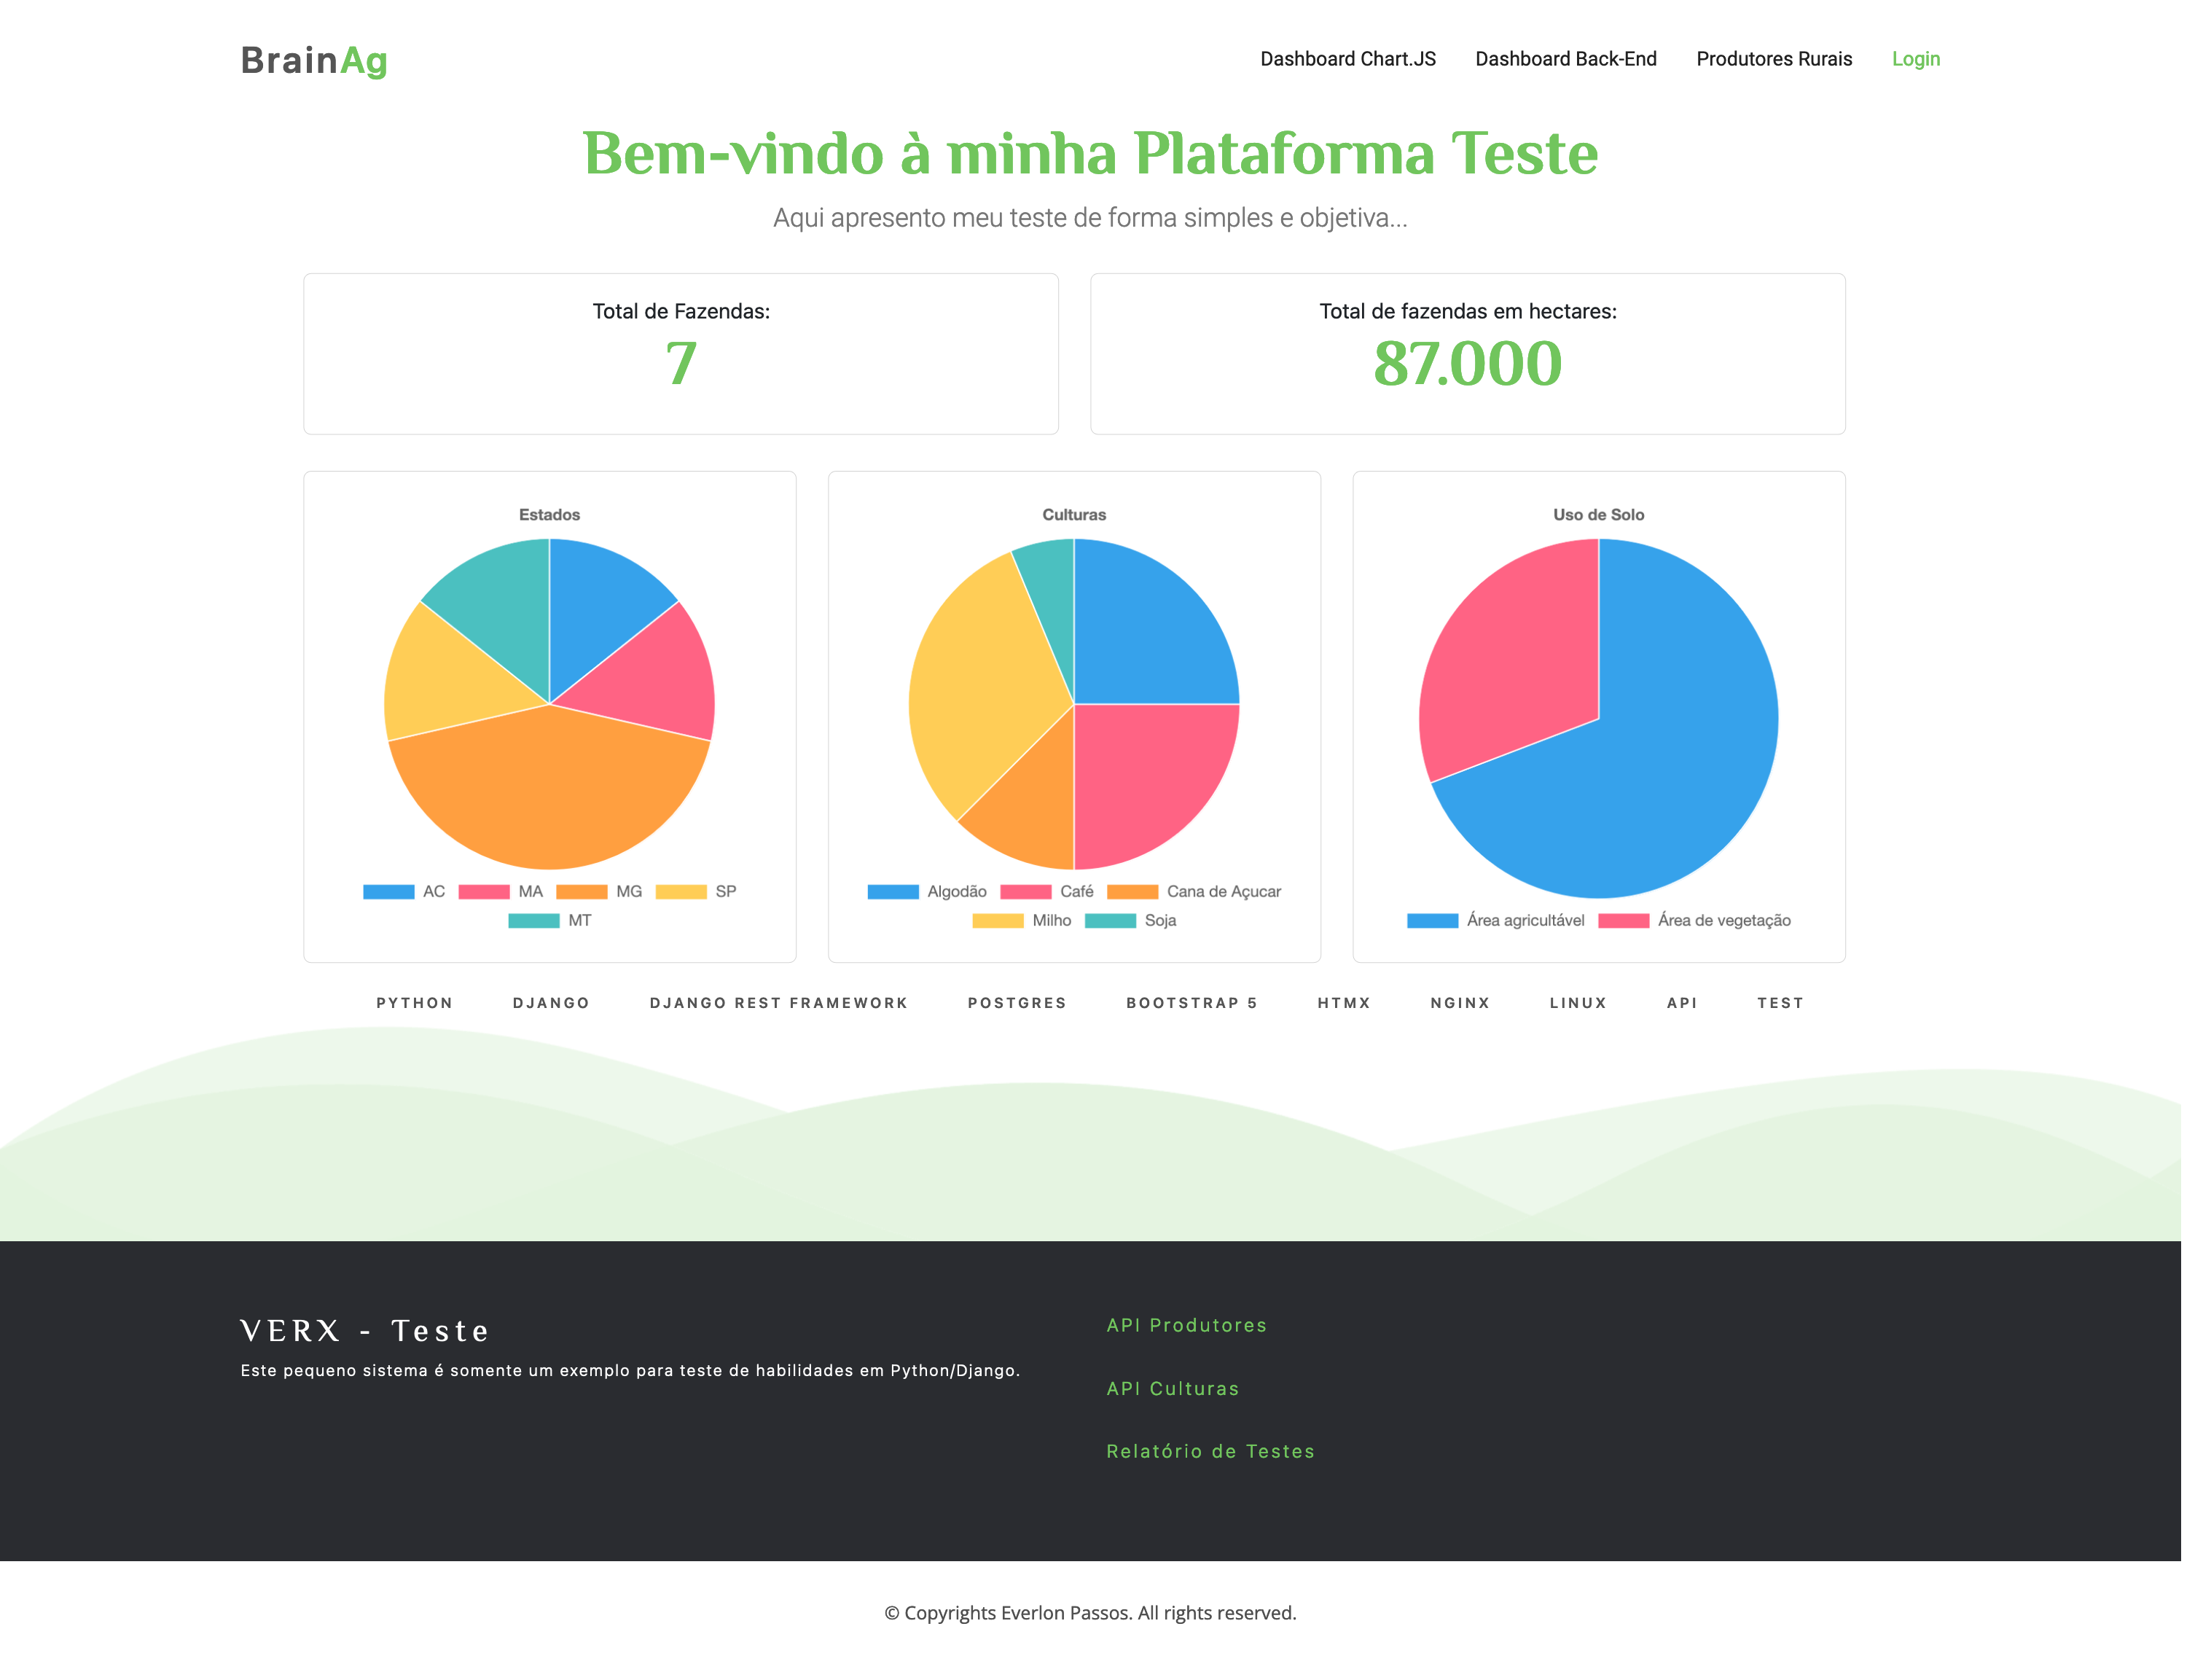 BrainAg
Dashboard Chart.JS Dashboard Back-End Produtores Rurais Login
Bem-vindo à minha Plataforma Teste
Aqui apresento meu teste de forma simples e objetiva...
Total de Fazendas:
7
Total de fazendas em hectares:
87.000
Estados
AC MA MG SP
MT
Culturas
Algodão Café Cana de Açucar
Milho Soja
Uso de Solo
Área agricultável Área de vegetação
PYTHON DJANGO DJANGO REST FRAMEWORK POSTGRES BOOTSTRAP 5 HTMX NGINX LINUX API TEST
VERX - Teste
Este pequeno sistema é somente um exemplo para teste de habilidades em Python/Django.
API Produtores
API Culturas
Relatório de Testes
© Copyrights Everlon Passos. All rights reserved.